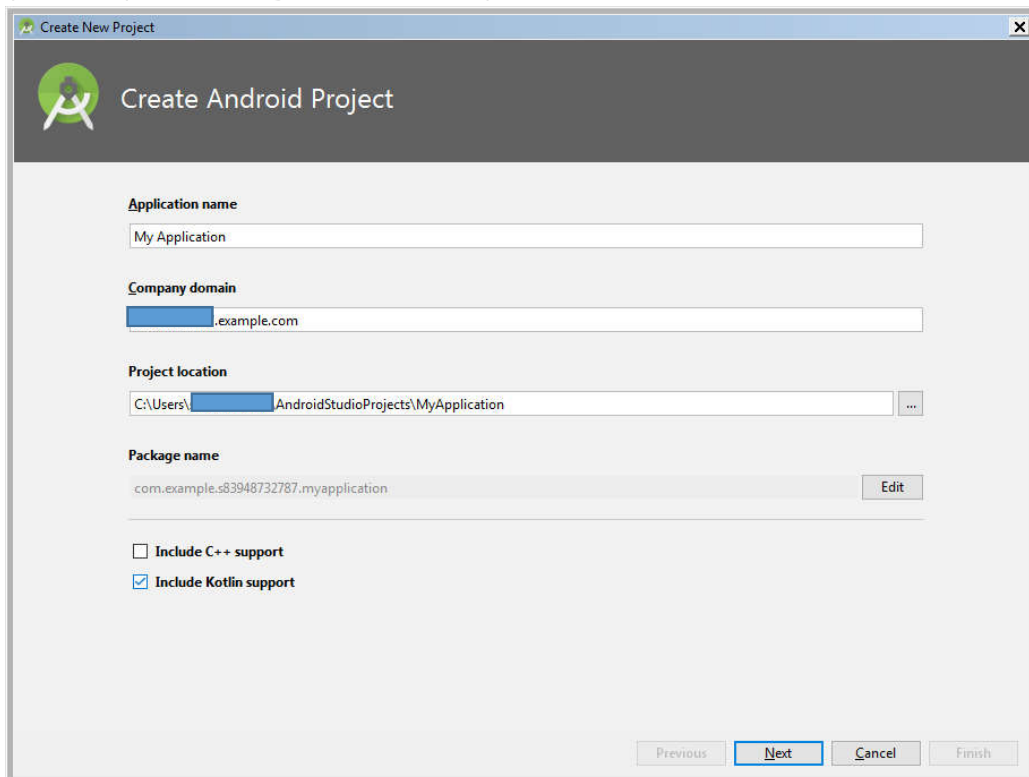 Create New Project
Create Android Project
Application name
My Application
Company domain
.example.com
Project location
C:\Users\ AndroidStudioProjects\MyApplication
...
Package name
com.example.s83948732787.myapplication
Edit
Include C++ support
Include Kotlin support
Previous Next Cancel Finish